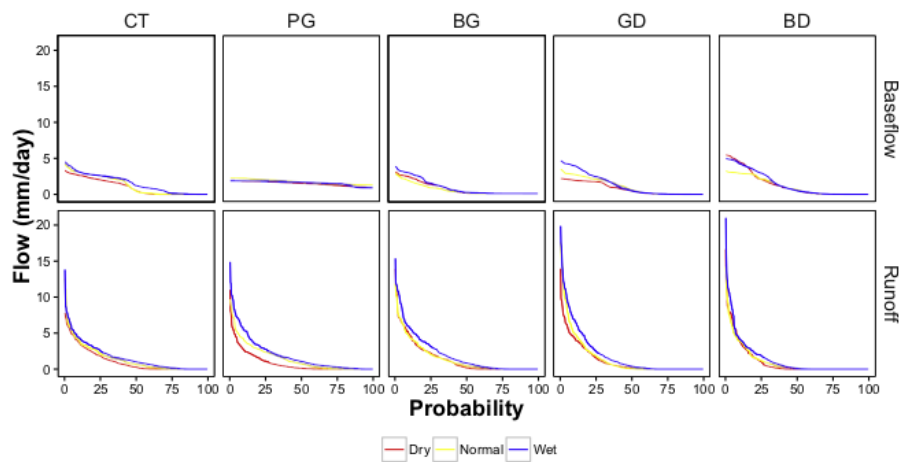 CT PG BG GD BD
Flow (mm/day)
20
15
10
5
0
Baseflow
20
15
10
5
0
Runoff
0 25 50 75 100 0 25 50 75 100 0 25 50 75 100 0 25 50 75 100 0 25 50 75 100
Probability
Dry Normal Wet